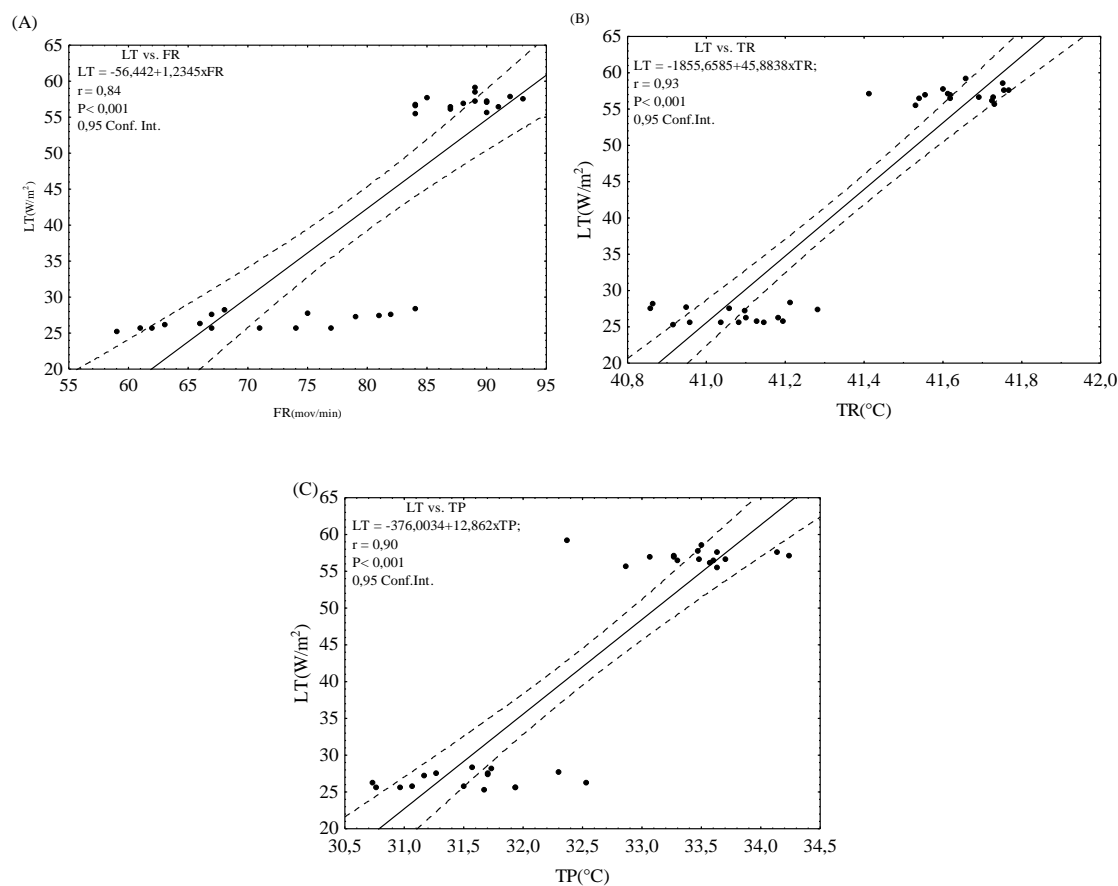 (A)
LT vs. FR
LT = -56,442+1,2345xFR
r = 0,84
P< 0,001
0,95 Conf. Int.
65
60
55
50
45
40
35
30
25
20
LT(W/m²)
55 60 65 70 75 80 85 90 95
FR(mov/min)
(B)
LT vs. TR
LT = -1855,6585+45,8838xTR;
r = 0,93
P< 0,001
0,95 Conf. Int.
65
60
55
50
45
40
35
30
25
20
LT(W/m²)
40,8 41,0 41,2 41,4 41,6 41,8 42,0
TR(°C)
(C)
LT vs. TP
LT = -376,0034+12,862xTP;
r = 0,90
P< 0,001
0,95 Conf.Int.
65
60
55
50
45
40
35
30
25
20
LT(W/m²)
30,5 31,0 31,5 32,0 32,5 33,0 33,5 34,0 34,5
TP(°C)